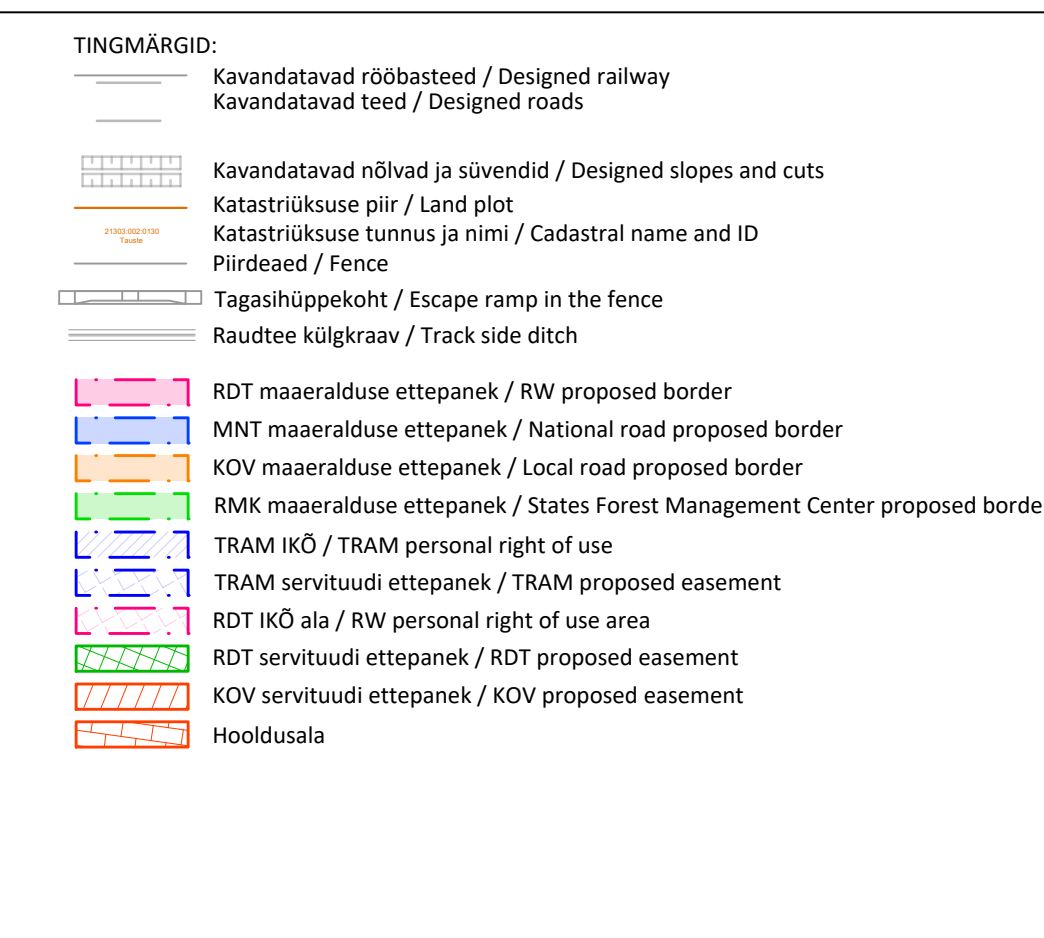 TINGMÄRGID:
Kavandatavad rööbasteed / Designed railway
Kavandatavad teed / Designed roads
Kavandatavad nõlvad ja süvendid / Designed slopes and cuts
Katastriüksuse piir / Land plot
21303:002:0130
Tauste
Katastriüksuse tunnus ja nimi / Cadastral name and ID
Piirdeaed / Fence
Tagasihüppekoht / Escape ramp in the fence
Raudtee külgkraav / Track side ditch
RDT maaeralduse ettepanek / RW proposed border
MNT maaeralduse ettepanek / National road proposed border
KOV maaeralduse ettepanek / Local road proposed border
RMK maaeralduse ettepanek / States Forest Management Center proposed borde
TRAM IKÕ / TRAM personal right of use
TRAM servituudi ettepanek / TRAM proposed easement
RDT IKÕ ala / RW personal right of use area
RDT servituudi ettepanek / RDT proposed easement
KOV servituudi ettepanek / KOV proposed easement
Hooldusala